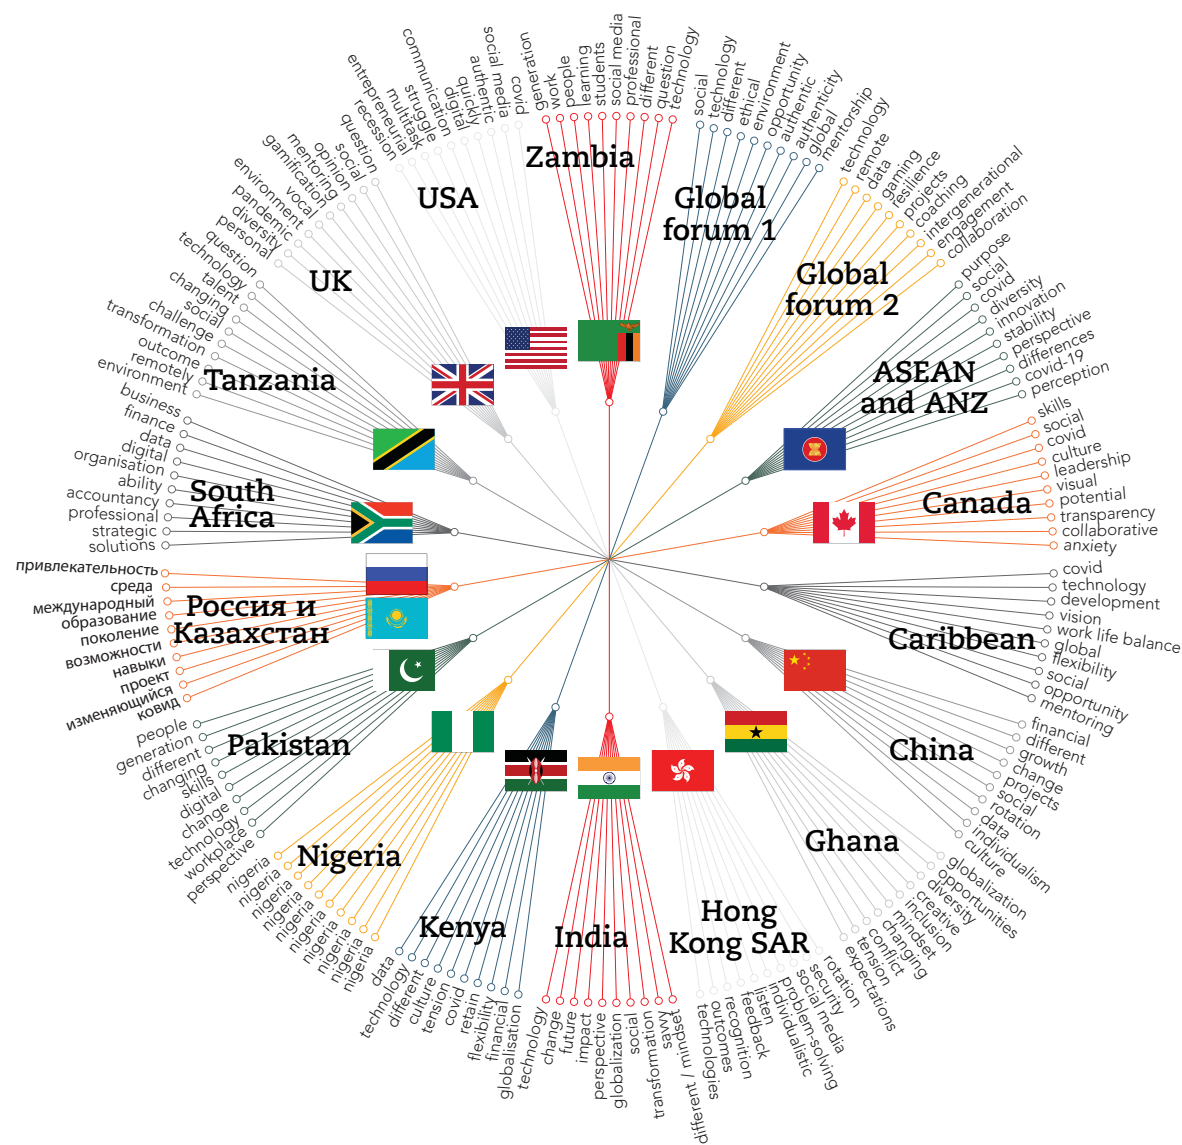 Zambia
generation
work
people
learning
students
social media
professional
different
question
technology
Global
forum 1
social
technology
different
ethical
environment
opportunity
authentic
authenticity
global
mentorship
Global
forum 2
technology
remote
data
gaming
resilience
projects
coaching
intergenerational
engagement
collaboration
ASEAN
and ANZ
purpose
social
covid
diversity
innovation
stability
perspective
differences
covid-19
perception
Canada
skills
social
covid
culture
leadership
visual
potential
transparency
collaborative
anxiety
Caribbean
covid
technology
development
vision
work life balance
global
flexibility
social
opportunity
mentoring
China
financial
different
growth
change
projects
social
rotation
data
individualism
culture
Ghana
globalization
opportunities
diversity
creative
inclusion
mindset
changing
conflict
tension
expectations
Hong
Kong SAR
rotation
security
social media
problem-solving
individualistic
listen
feedback
recognition
outcomes
technologies
India
different / mindset
savvy
transformation
social
globalization
perspective
impact
future
change
technology
Kenya
globalisation
financial
flexibility
retain
covid
tension
culture
different
technology
data
Nigeria
nigeria
nigeria
nigeria
nigeria
nigeria
nigeria
nigeria
nigeria
nigeria
nigeria
Pakistan
perspective
workplace
technology
change
digital
skills
changing
different
generation
people
Россия и
Казахстан
ковид
изменяющийся
проект
навыки
возможности
поколение
образование
международный
среда
привлекательность
South
Africa
solutions
strategic
professional
accountancy
ability
organisation
digital
data
finance
business
Tanzania
environment
remotely
outcome
transformation
challenge
social
changing
talent
technology
question
UK
personal
diversity
pandemic
environment
vocal
gamification
mentoring
opinion
social
question
USA
recession
entrepreneurial
multitask
struggle
communication
digital
quickly
authentic
social media
covid